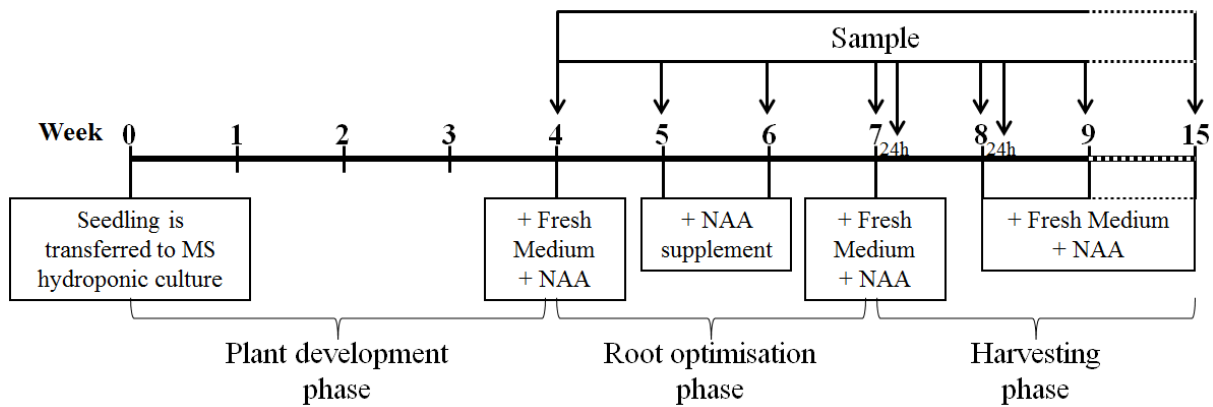 Sample
Week 0 1 2 3 4 5 6 7 8 9 15
24h 24h
Seedling is
transferred to MS
hydroponic culture
+ Fresh
Medium
+ NAA
+ NAA
supplement
+ Fresh
Medium
+ NAA
+ Fresh Medium
+ NAA
Plant development
phase
Root optimisation
phase
Harvesting
phase